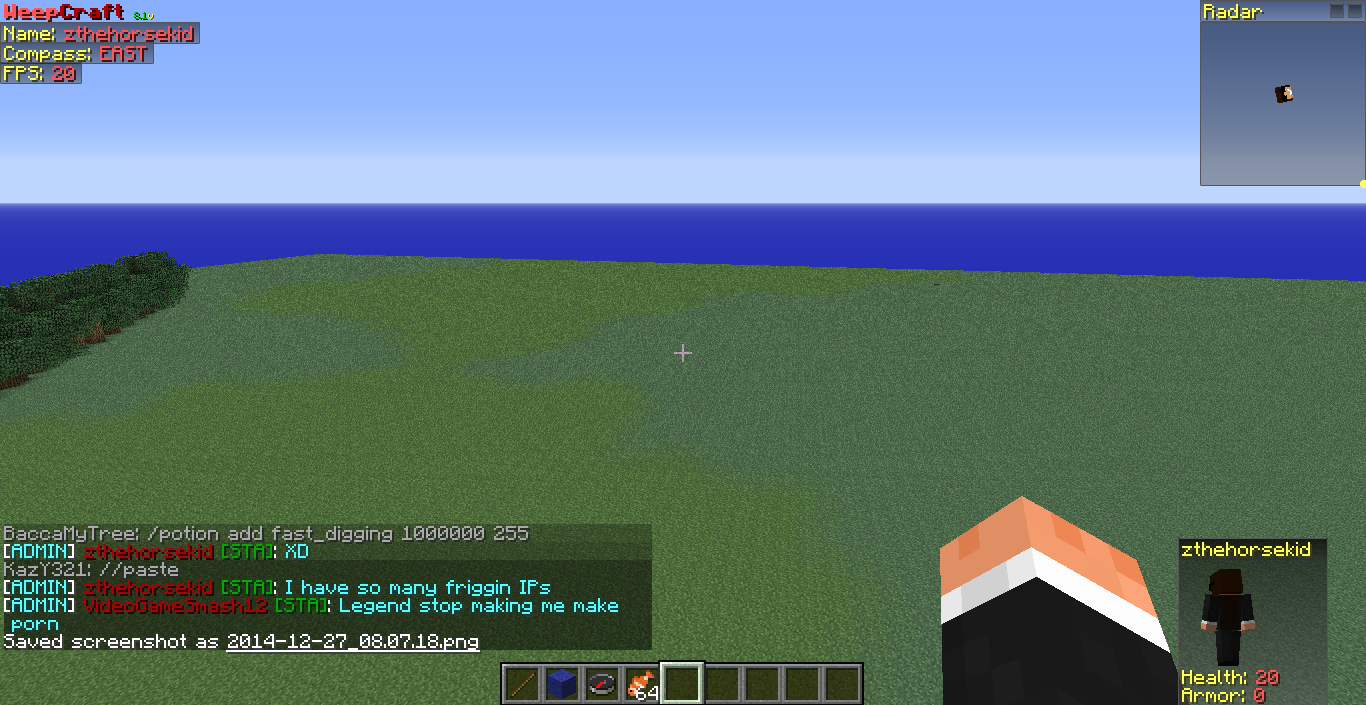 WeepCraft 8.1v
Name: zthehorsekid
Compass: EAST
FPS: 20
Radar
BaccaMyTree: /potion add fast_digging 1000000 255
[ADMIN] zthehorsekid [STA]: XD
KazY321: //paste
[ADMIN] zthehorsekid [STA]: I have so many friggin IPs
[ADMIN] VideoGameSmash12 [STA]: Legend stop making me make
porn
Saved screenshot as 2014-12-27_08.07.18.png
64
zthehorsekid
Health: 20
Armor: 0